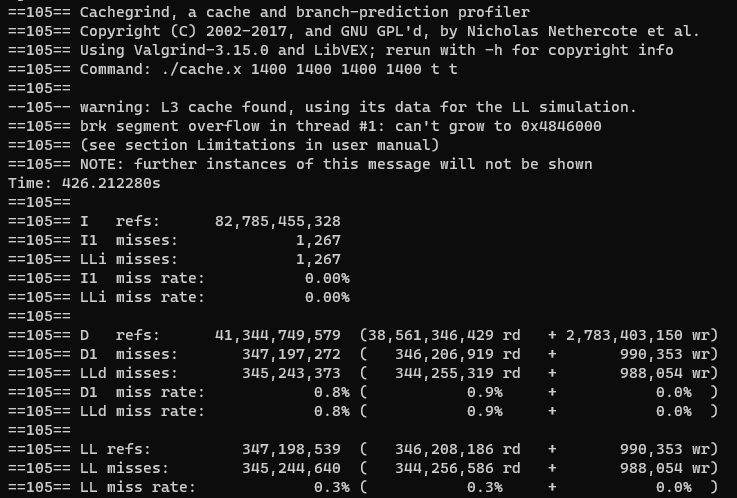 ==105== Cachegrind, a cache and branch-prediction profiler
==105== Copyright (C) 2002-2017, and GNU GPL'd, by Nicholas Nethercote et al.
==105== Using Valgrind-3.15.0 and LibVEX; rerun with -h for copyright info
==105== Command: ./cache.x 1400 1400 1400 1400 t t
==105==
--105-- warning: L3 cache found, using its data for the LL simulation.
==105== brk segment overflow in thread #1: can't grow to 0x4846000
==105== (see section Limitations in user manual)
==105== NOTE: further instances of this message will not be shown
Time: 426.212280s
==105==
==105== I   refs:      82,785,455,328
==105== I1  misses:             1,267
==105== LLi misses:             1,267
==105== I1  miss rate:           0.00%
==105== LLi miss rate:           0.00%
==105==
==105== D   refs:      41,344,749,579  (38,561,346,429 rd   + 2,783,403,150 wr)
==105== D1  misses:       347,197,272  (   346,206,919 rd   +       990,353 wr)
==105== LLd misses:       345,243,373  (   344,255,319 rd   +       988,054 wr)
==105== D1  miss rate:            0.8% (           0.9%     +           0.0%  )
==105== LLd miss rate:            0.8% (           0.9%     +           0.0%  )
==105==
==105== LL refs:          347,198,539  (   346,208,186 rd   +       990,353 wr)
==105== LL misses:        345,244,640  (   344,256,586 rd   +       988,054 wr)
==105== LL miss rate:             0.3% (           0.3%     +           0.0%  )